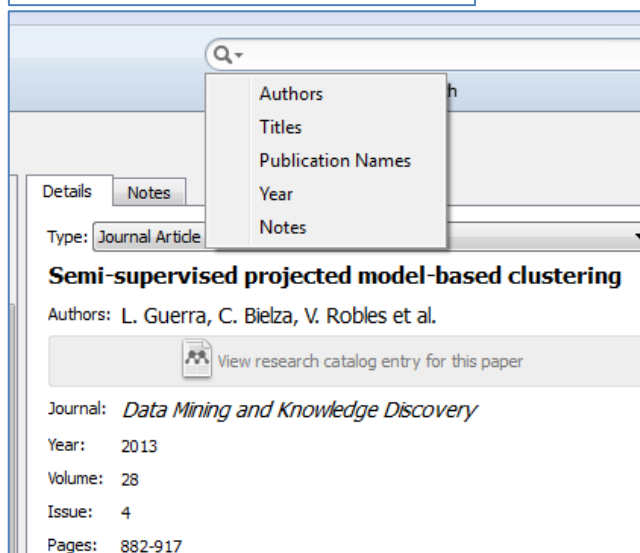 Authors
h
Titles
Publication Names
Year
Notes
Details Notes
Type: Journal Article
Semi-supervised projected model-based clustering
Authors: L. Guerra, C. Bielza, V. Robles et al.
View research catalog entry for this paper
Journal: Data Mining and Knowledge Discovery
Year: 2013
Volume: 28
Issue: 4
Pages: 882-917